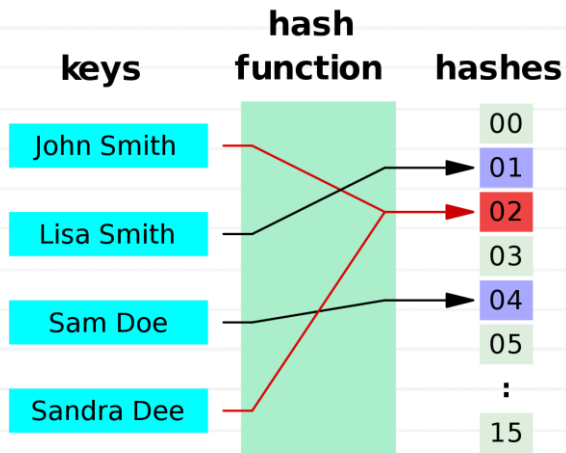 keys
hash
function
hashes
John Smith
Lisa Smith
Sam Doe
Sandra Dee
00
01
02
03
04
05
:
15